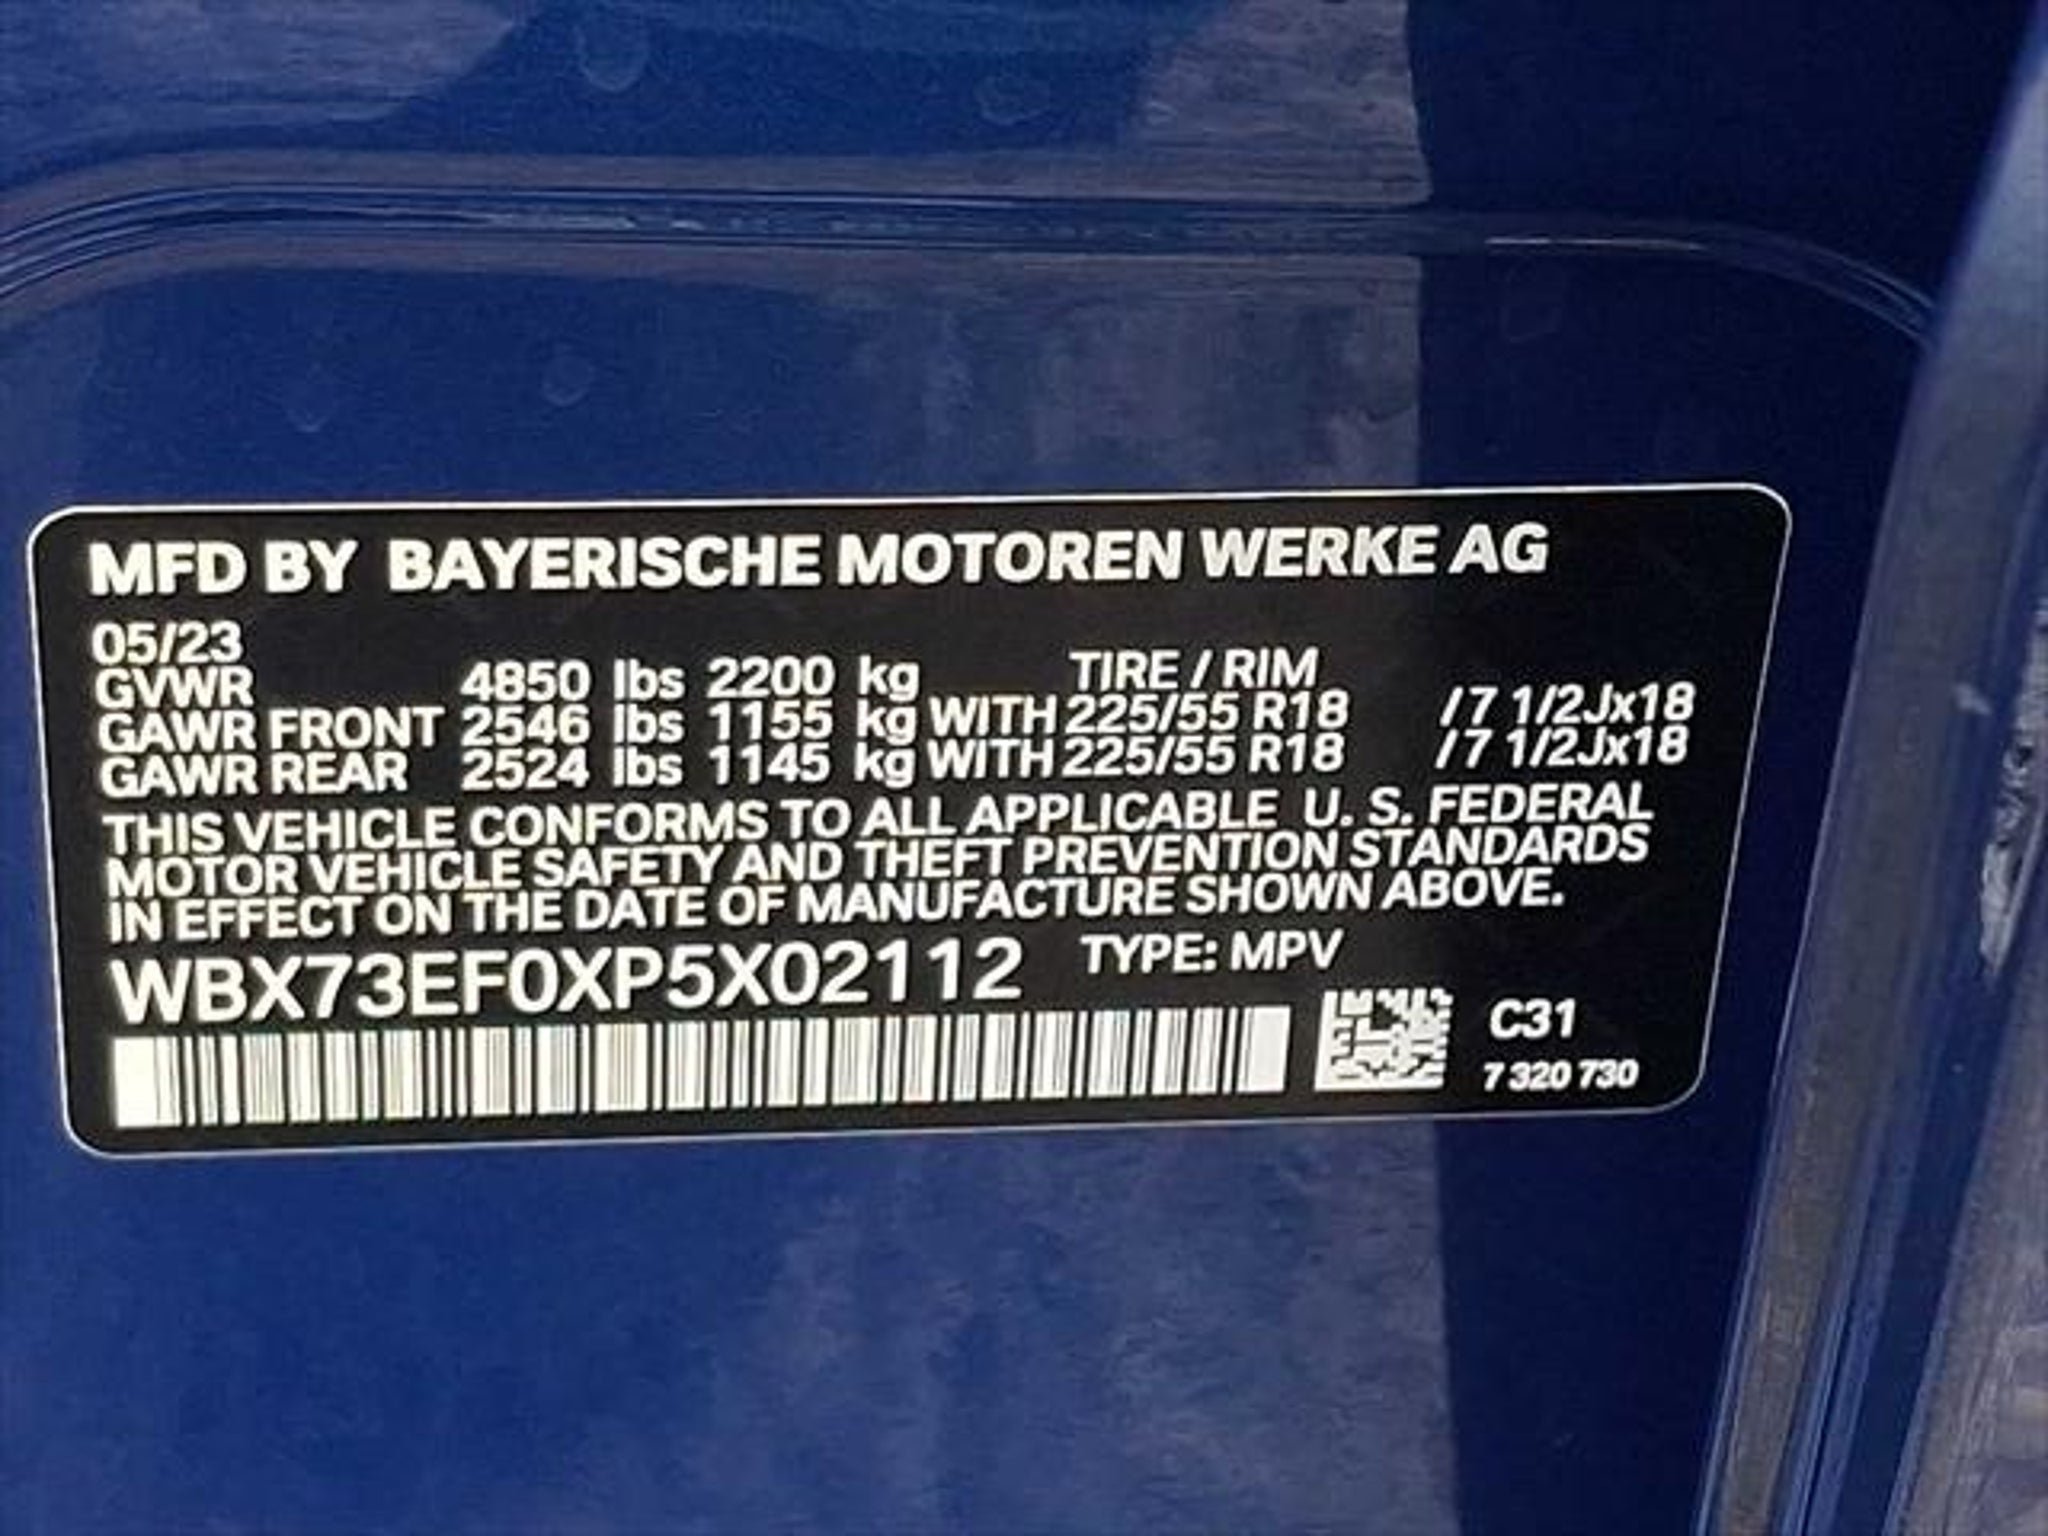 MFD BY BAYERISCHE MOTOREN WERKE AG
05/23
GVWR 4850 lbs 2200 kg TIRE / RIM
GAWR FRONT 2546 lbs 1155 kg WITH 225/55 R18 / 7 1/2Jx18
GAWR REAR 2524 lbs 1145 kg WITH 225/55 R18 / 7 1/2Jx18
THIS VEHICLE CONFORMS TO ALL APPLICABLE U. S. FEDERAL
MOTOR VEHICLE SAFETY AND THEFT PREVENTION STANDARDS
IN EFFECT ON THE DATE OF MANUFACTURE SHOWN ABOVE.
WBX73EF0XP5X02112 TYPE: MPV
C31
7 320 730